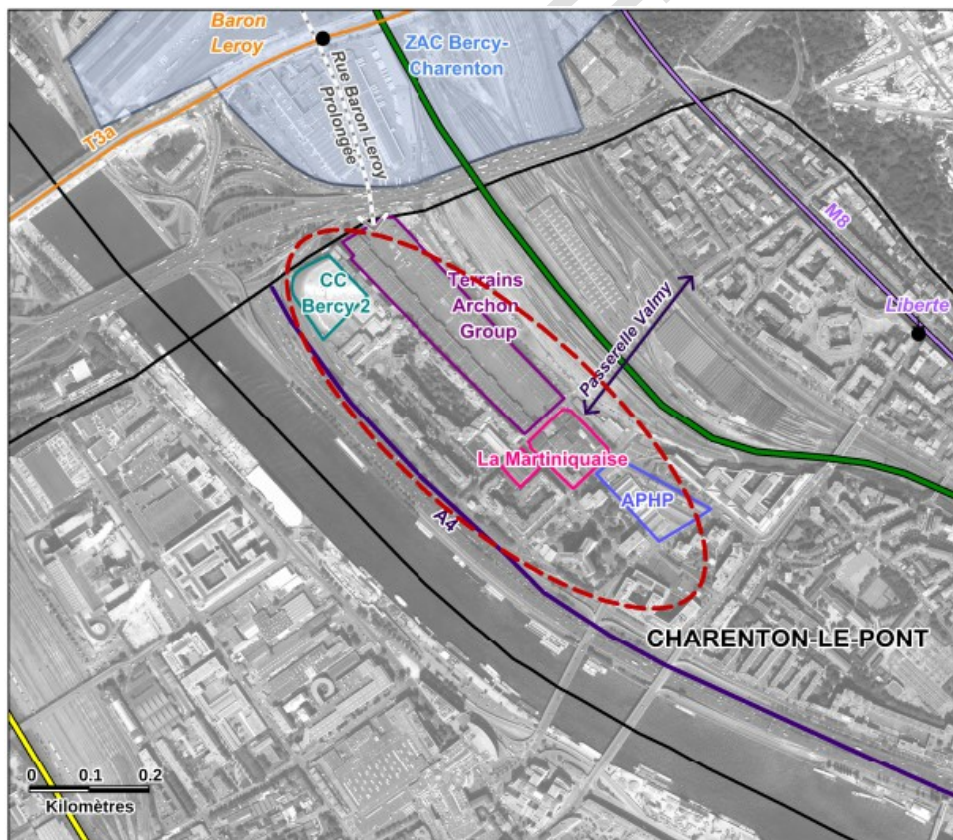 Baron
Leroy
ZAC Bercy-
Charenton
Rue Baron Leroy
Prolongée
T3a
M8
CC
Bercy 2
Terrains
Archon
Group
Passerelle Valmy
Liberte
La Martiniquaise
APHP
A4
CHARENTON-LE-PONT
0 0.1 0.2
Kilomètres